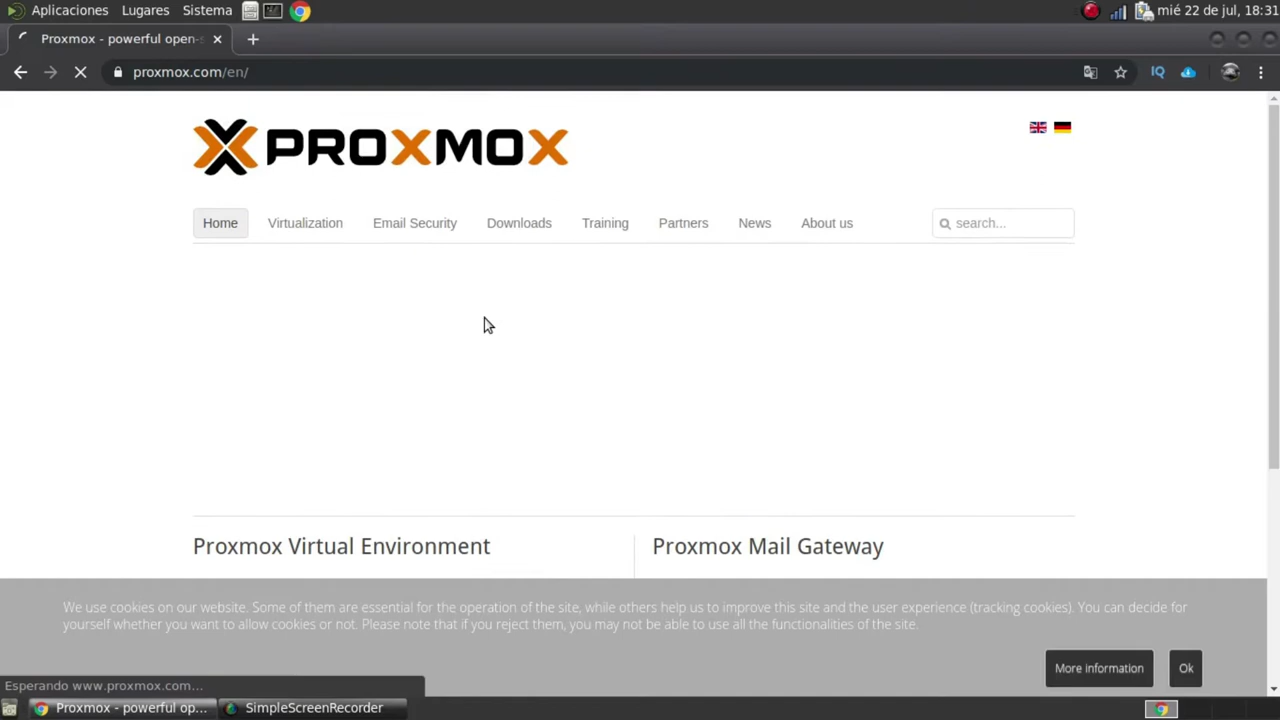 Aplicaciones Lugares Sistema mié 22 de jul, 18:31
Proxmox - powerful open-s
proxmox.com/en/ IQ
PROXMOX
Home Virtualization Email Security Downloads Training Partners News About us search...
Proxmox Virtual Environment Proxmox Mail Gateway
We use cookies on our website. Some of them are essential for the operation of the site, while others help us to improve this site and the user experience (tracking cookies). You can decide for
yourself whether you want to allow cookies or not. Please note that if you reject them, you may not be able to use all the functionalities of the site.
More information Ok
Esperando www.proxmox.com...
Proxmox - powerful op... SimpleScreenRecorder